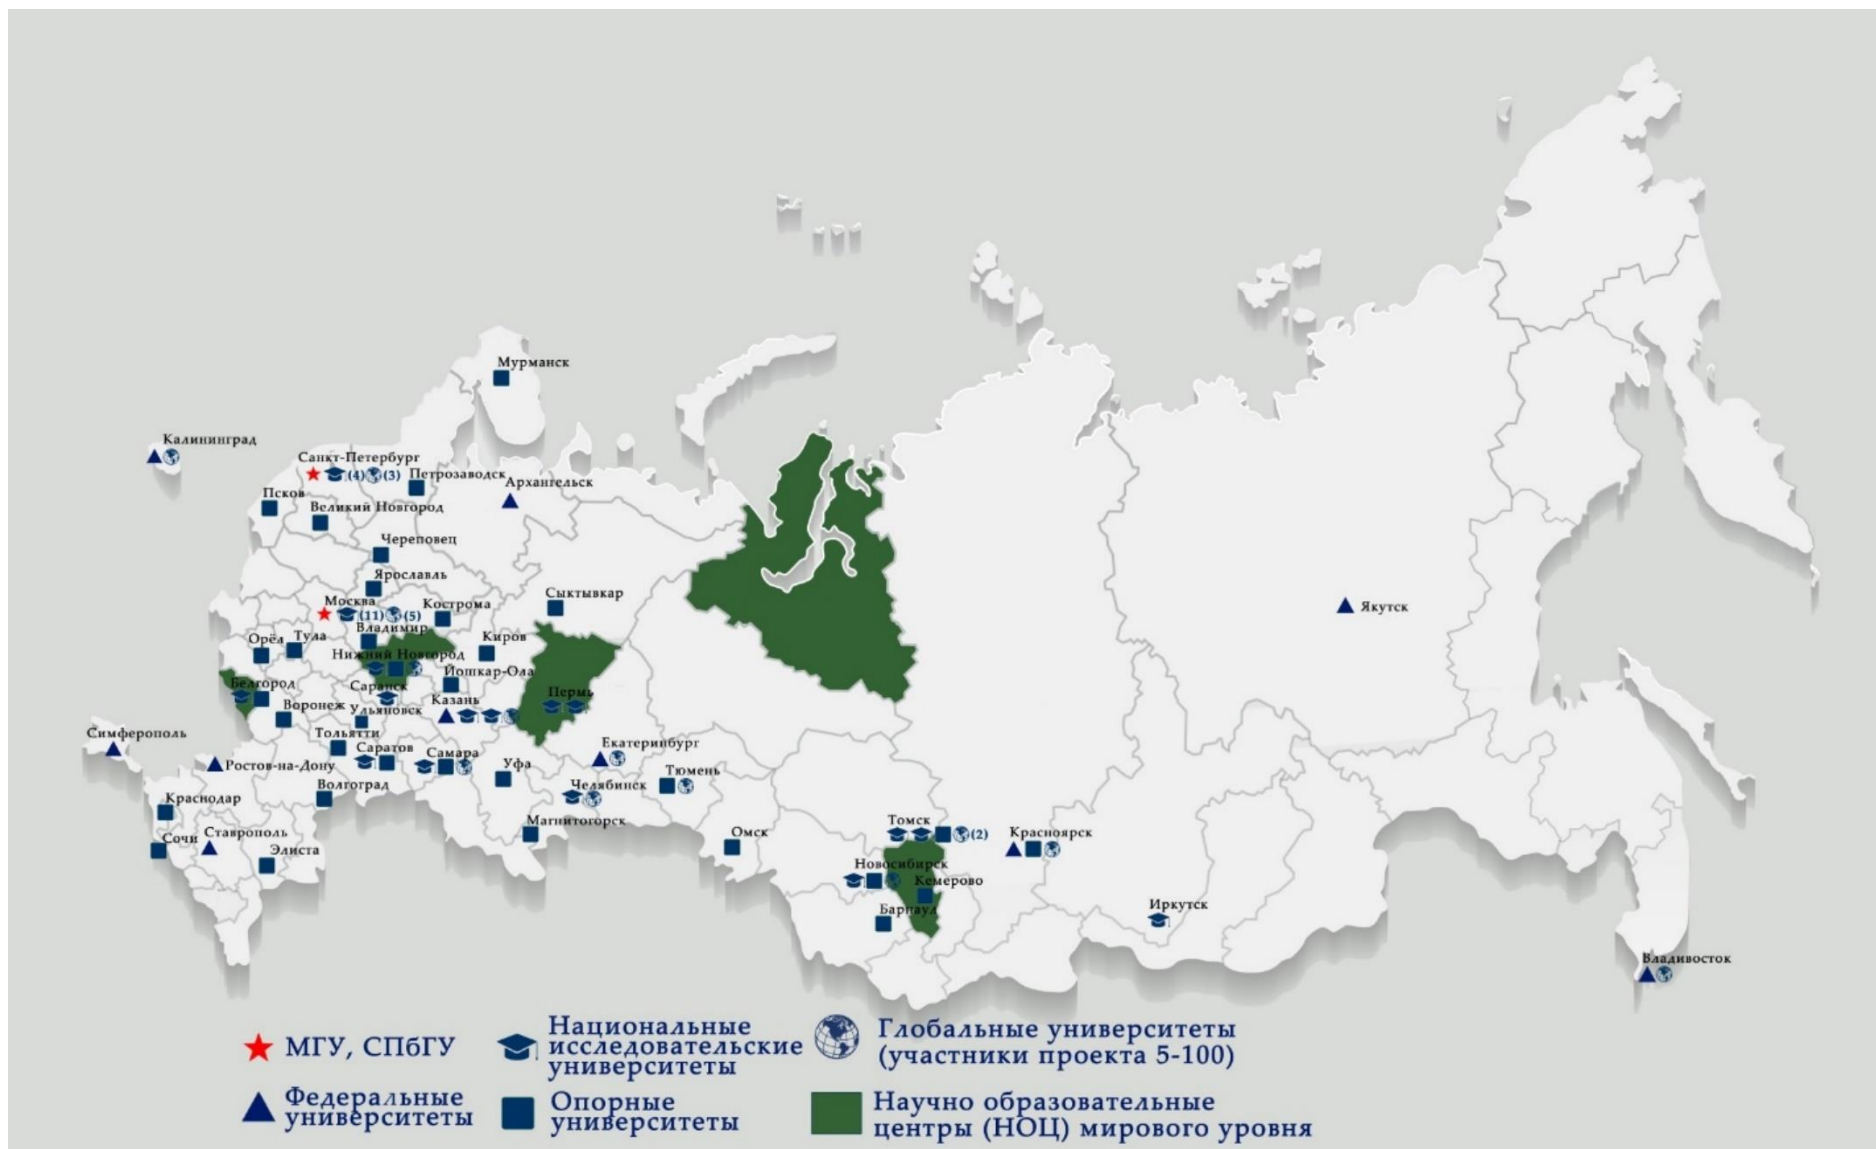 Мурманск
Калининград
Санкт-Петербург
(4) (3)
Петрозаводск
Архангельск
Псков
Великий Новгород
Череповец
Ярославль
Москва
(11) (5)
Кострома
Сыктывкар
Якутск
Владимир
Орёл
Тула
Киров
Нижний Новгород
Йошкар-Ола
Белгород
Саранск
Пермь
Казань
Воронеж
Ульяновск
Симферополь
Тольятти
Саратов
Самара
Екатеринбург
Ростов-на-Дону
Уфа
Тюмень
Волгоград
Челябинск
Краснодар
Магнитогорск
Омск
Томск
(2)
Красноярск
Сочи
Ставрополь
Элиста
Новосибирск
Кемерово
Барнаул
Иркутск
Владивосток
МГУ, СПбГУ
Национальные
исследовательские
университеты
Глобальные университеты
(участники проекта 5-100)
Федеральные
университеты
Опорные
университеты
Научно образовательные
центры (НОЦ) мирового уровня